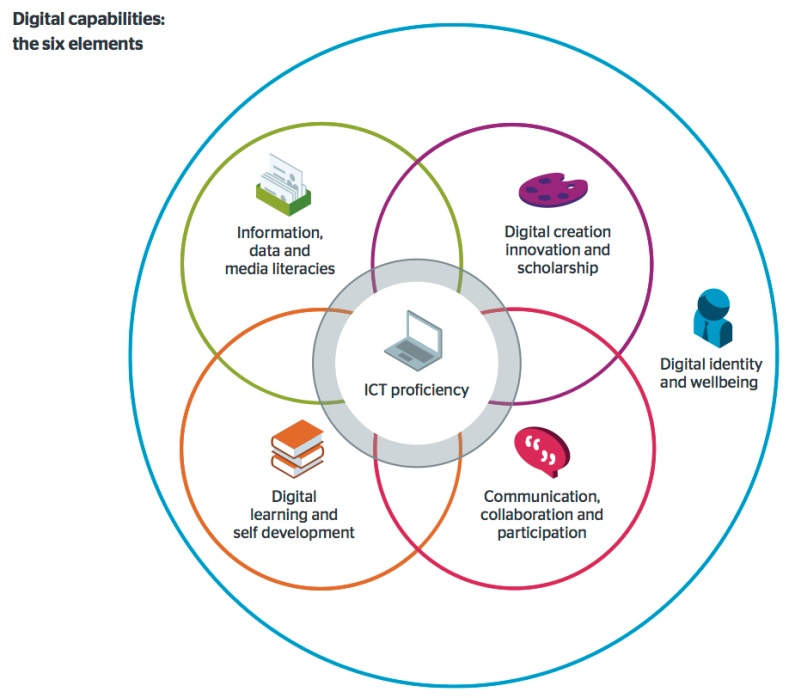 Digital capabilities:
the six elements
Information,
data and
media literacies
Digital creation
innovation and
scholarship
Digital identity
and wellbeing
ICT proficiency
Digital
learning and
self development
Communication,
collaboration and
participation